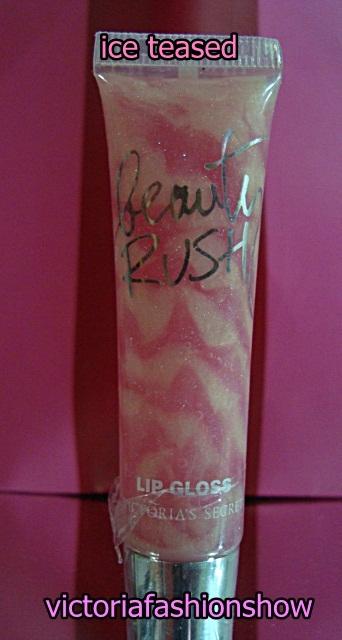 ice teased
beauty
RUSH
LIP GLOSS
VICTORIA'S SECRET
victoriafashionshow